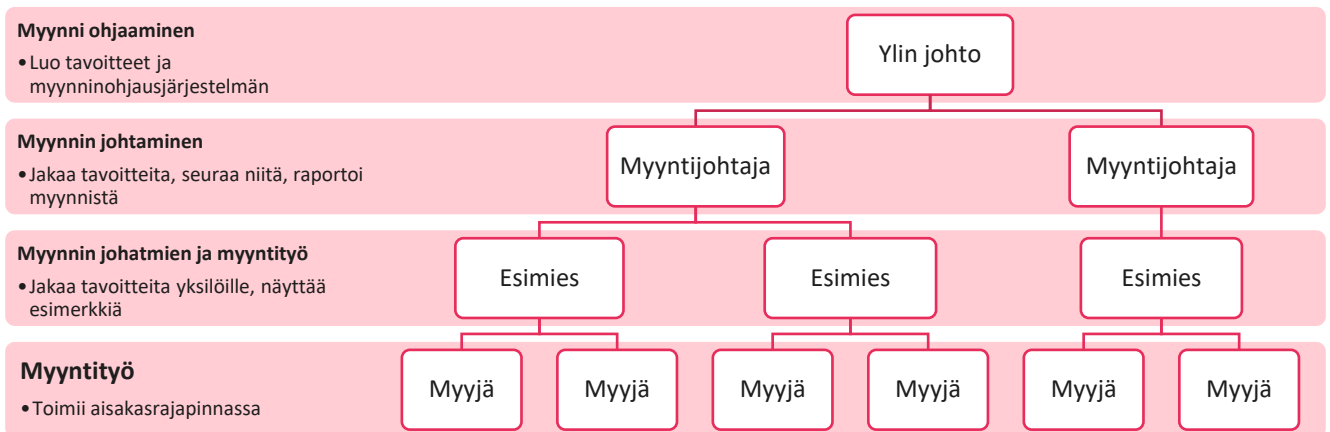 Myynni ohjaaminen
•Luo tavoitteet ja
myynninohjausjärjestelmän
Ylin johto
Myynnin johtaminen
•Jakaa tavoitteita, seuraa niitä, raportoi
myynnistä
Myyntijohtaja
Myyntijohtaja
Myynnin johatmien ja myyntityö
•Jakaa tavoitteita yksilöille, näyttää
esimerkkiä
Esimies
Esimies
Esimies
Myyntityö
•Toimii aisakasrajapinnassa
Myyjä
Myyjä
Myyjä
Myyjä
Myyjä
Myyjä